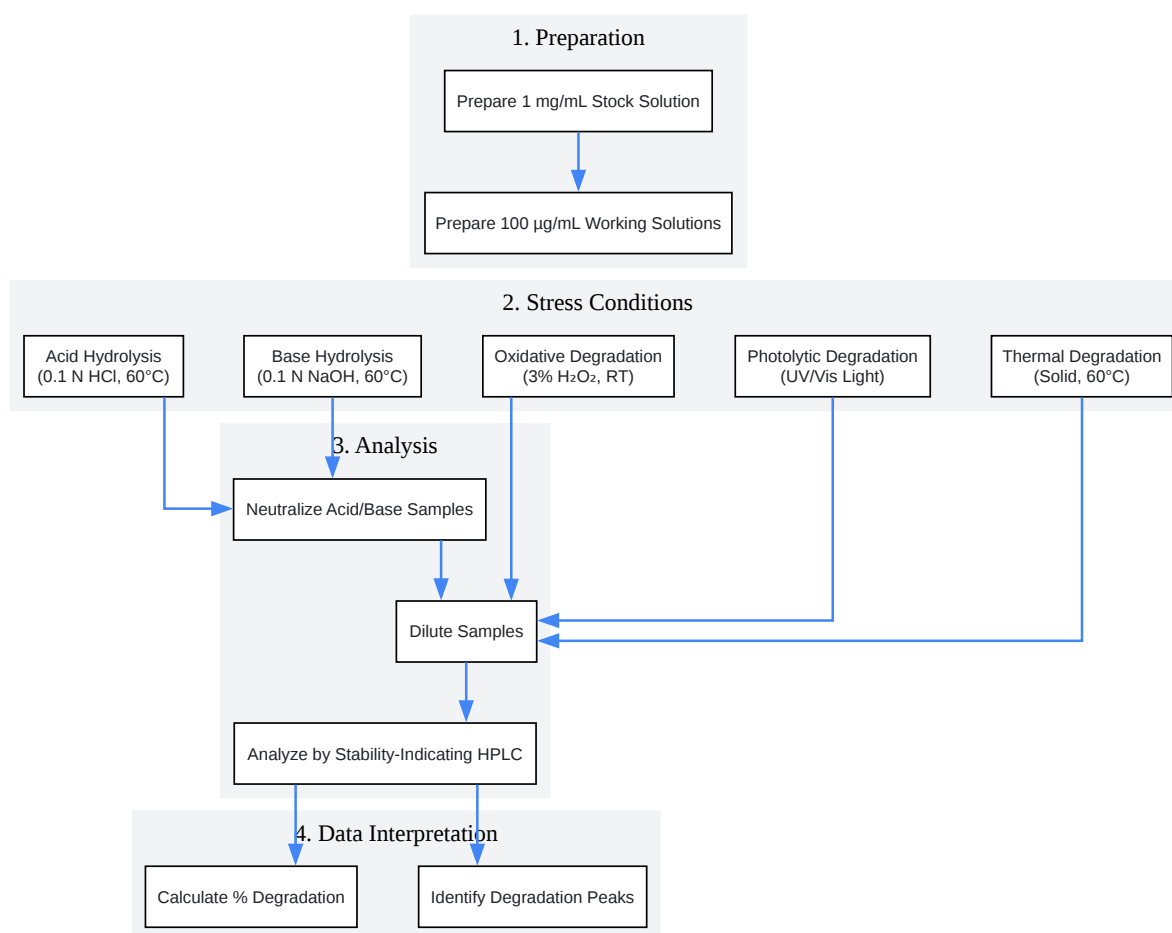 1. Preparation
Prepare 1 mg/mL Stock Solution
Prepare 100 µg/mL Working Solutions
2. Stress Conditions
Acid Hydrolysis
(0.1 N HCl, 60°C)
Base Hydrolysis
(0.1 N NaOH, 60°C)
Oxidative Degradation
(3% H₂O₂, RT)
Photolytic Degradation
(UV/Vis Light)
Thermal Degradation
(Solid, 60°C)
3. Analysis
Neutralize Acid/Base Samples
Dilute Samples
Analyze by Stability-Indicating HPLC
4. Data Interpretation
Calculate % Degradation
Identify Degradation Peaks